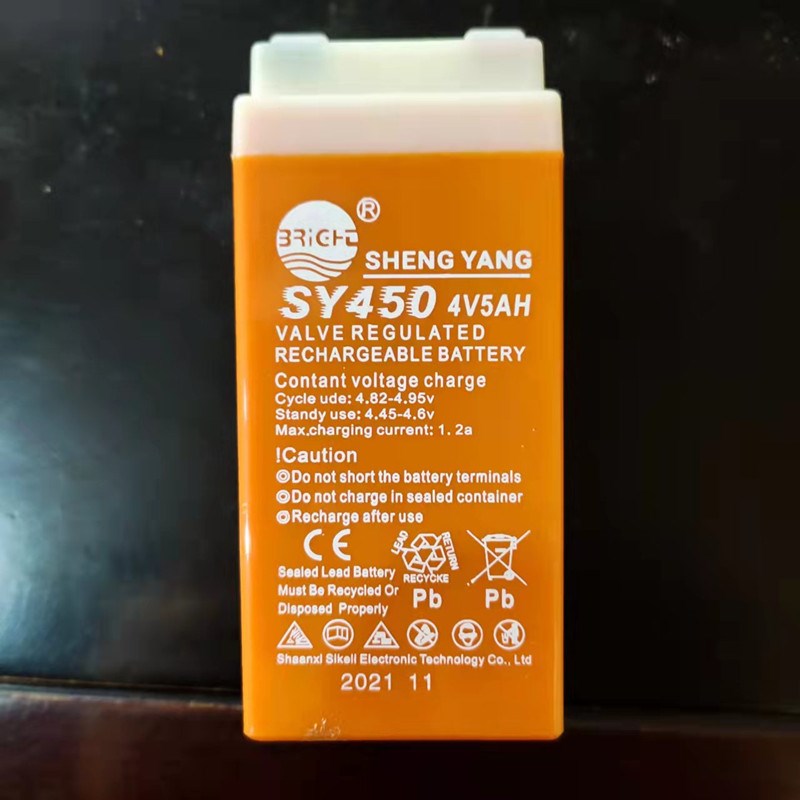 BRIGHT ®
SHENG YANG
SY450 4V5AH
VALVE REGULATED
RECHARGEABLE BATTERY
Contant voltage charge
Cycle ude: 4.82-4.95v
Standy use: 4.45-4.6v
Max.charging current: 1.2a
!Caution
◎Do not short the battery terminals
◎Do not charge in sealed container
◎Recharge after use
CE
LEAD
RETURN
RECYCKE
Pb
Pb
Sealed Lead Battery
Must Be Recycled Or
Disposed Properly
Shaanxi Sikeli Electronic Technology Co., Ltd
2021 11